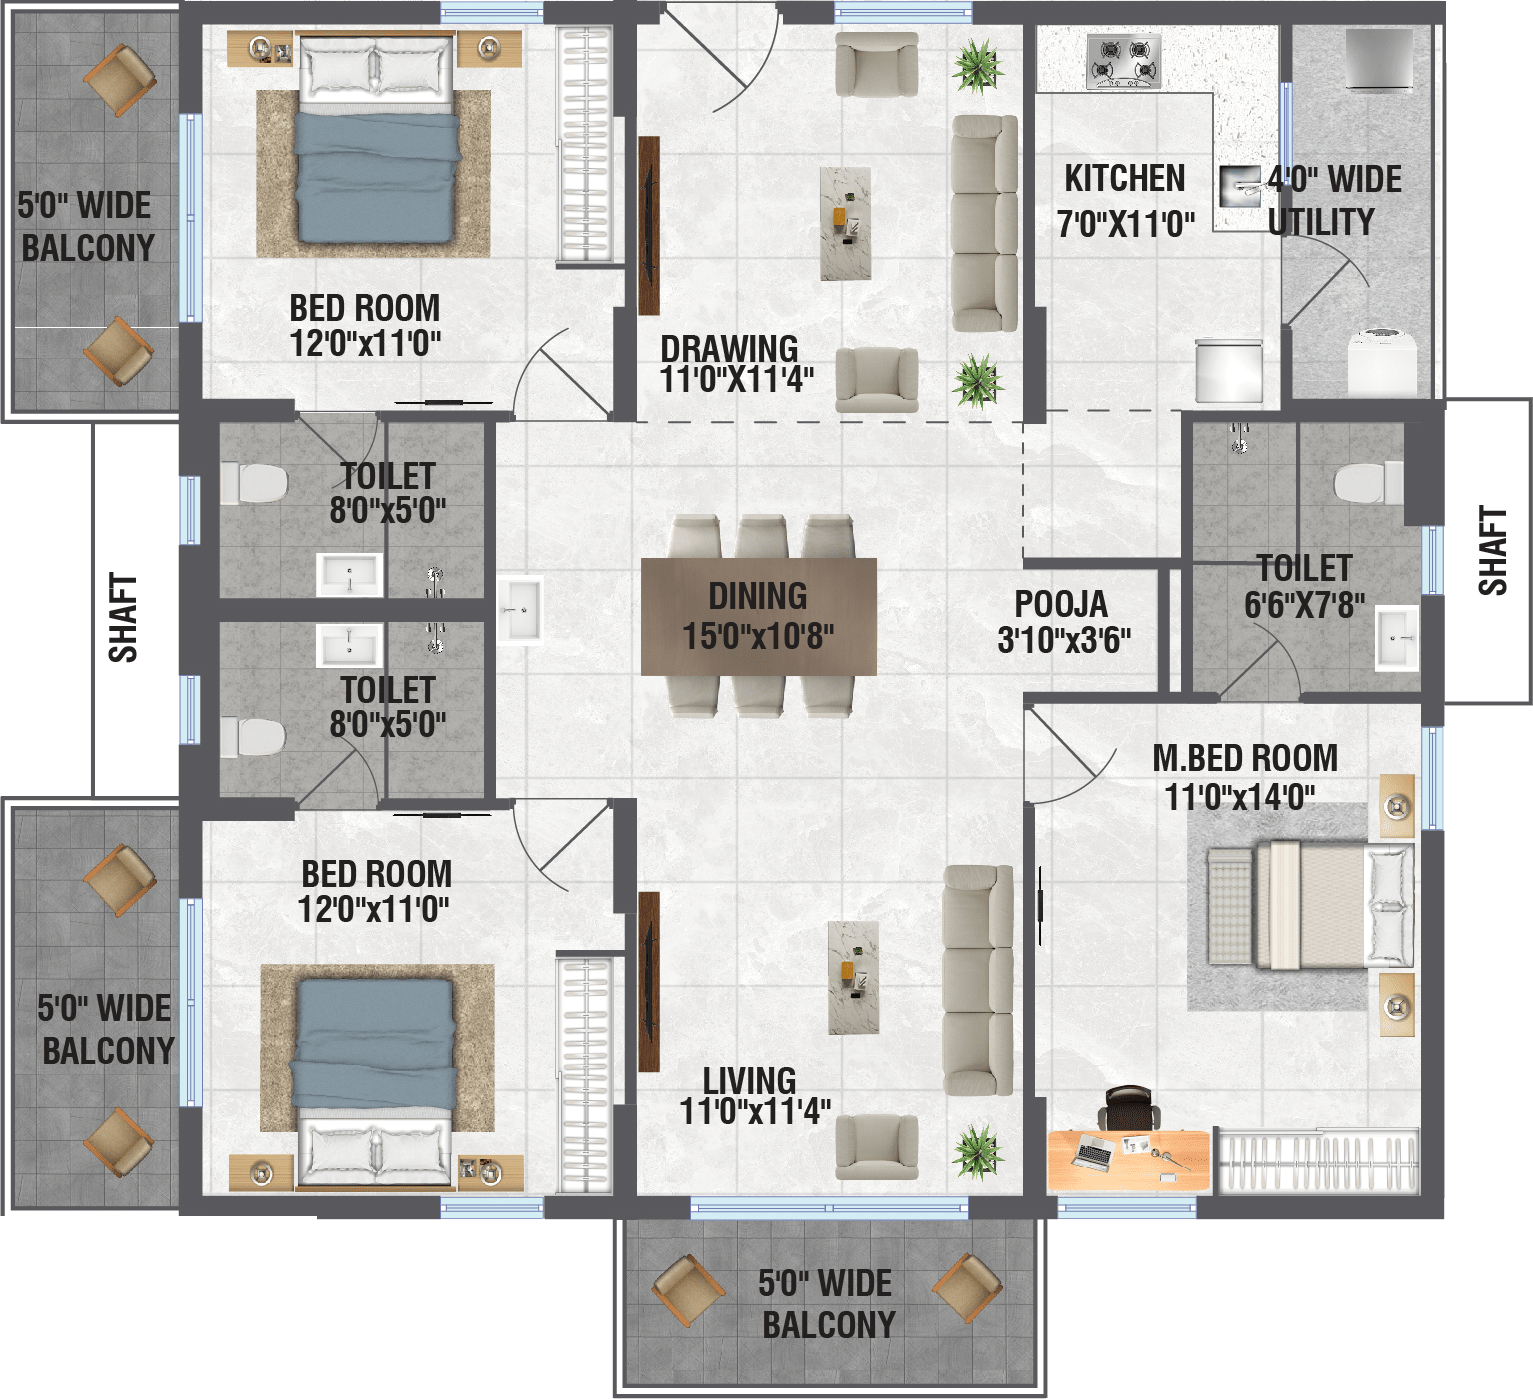 5'0" WIDE
BALCONY
BED ROOM
12'0"x11'0"
DRAWING
11'0"X11'4"
KITCHEN
7'0"X11'0"
4'0" WIDE
UTILITY
TOILET
8'0"x5'0"
SHAFT
TOILET
8'0"x5'0"
DINING
15'0"x10'8"
POOJA
3'10"x3'6"
TOILET
6'6"X7'8"
SHAFT
M.BED ROOM
11'0"x14'0"
BED ROOM
12'0"x11'0"
5'0" WIDE
BALCONY
LIVING
11'0"x11'4"
5'0" WIDE
BALCONY